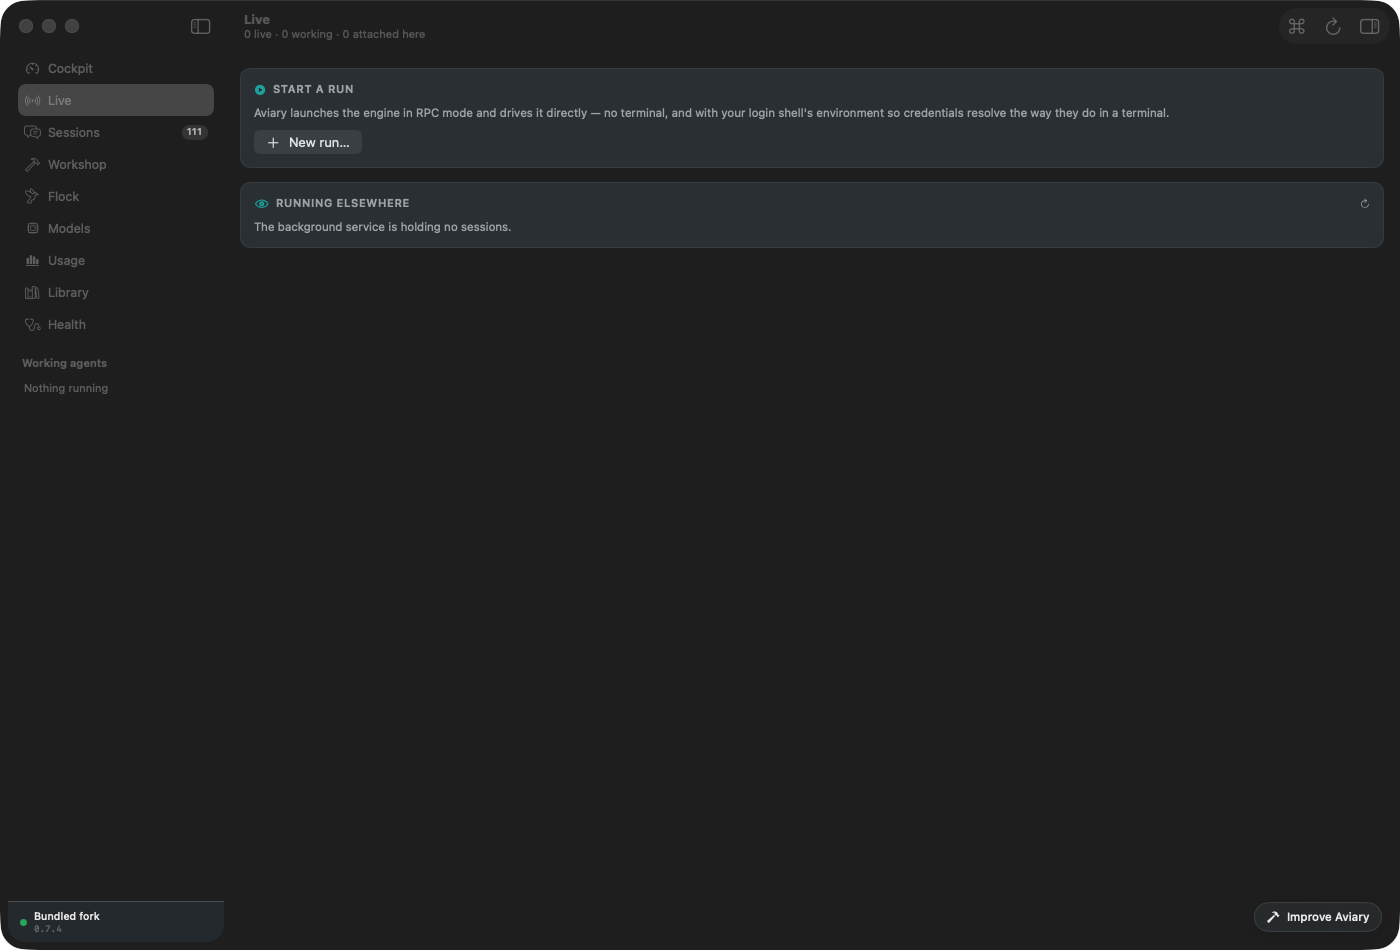 Live
0 live · 0 working · 0 attached here
Cockpit
Live
Sessions 111
Workshop
Flock
Models
Usage
Library
Health
Working agents
Nothing running
START A RUN
Aviary launches the engine in RPC mode and drives it directly — no terminal, and with your login shell's environment so credentials resolve the way they do in a terminal.
New run...
RUNNING ELSEWHERE
The background service is holding no sessions.
Bundled fork
0.7.4
Improve Aviary